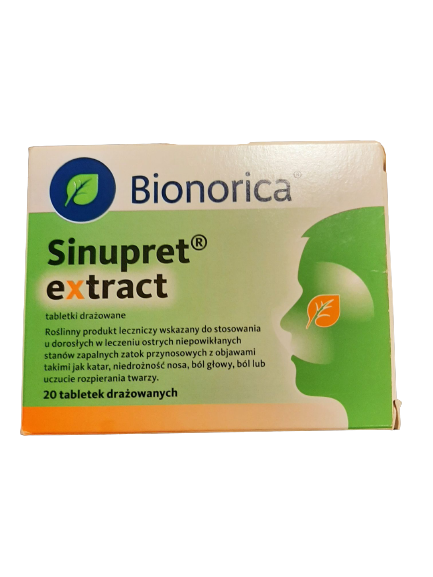 Bionorica®
Sinupret®
extract
tabletki drażowane
Roślinny produkt leczniczy wskazany do stosowania
u dorosłych w leczeniu ostrych niepowikłanych
stanów zapalnych zatok przynosowych z objawami
takimi jak katar, niedrożność nosa, ból głowy, ból lub
uczucie rozpierania twarzy.
20 tabletek drażowanych